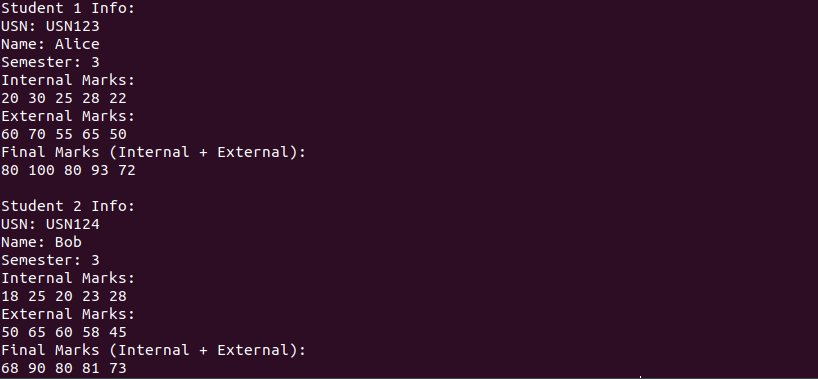 Student 1 Info:
USN: USN123
Name: Alice
Semester: 3
Internal Marks:
20 30 25 28 22
External Marks:
60 70 55 65 50
Final Marks (Internal + External):
80 100 80 93 72
Student 2 Info:
USN: USN124
Name: Bob
Semester: 3
Internal Marks:
18 25 20 23 28
External Marks:
50 65 60 58 45
Final Marks (Internal + External):
68 90 80 81 73